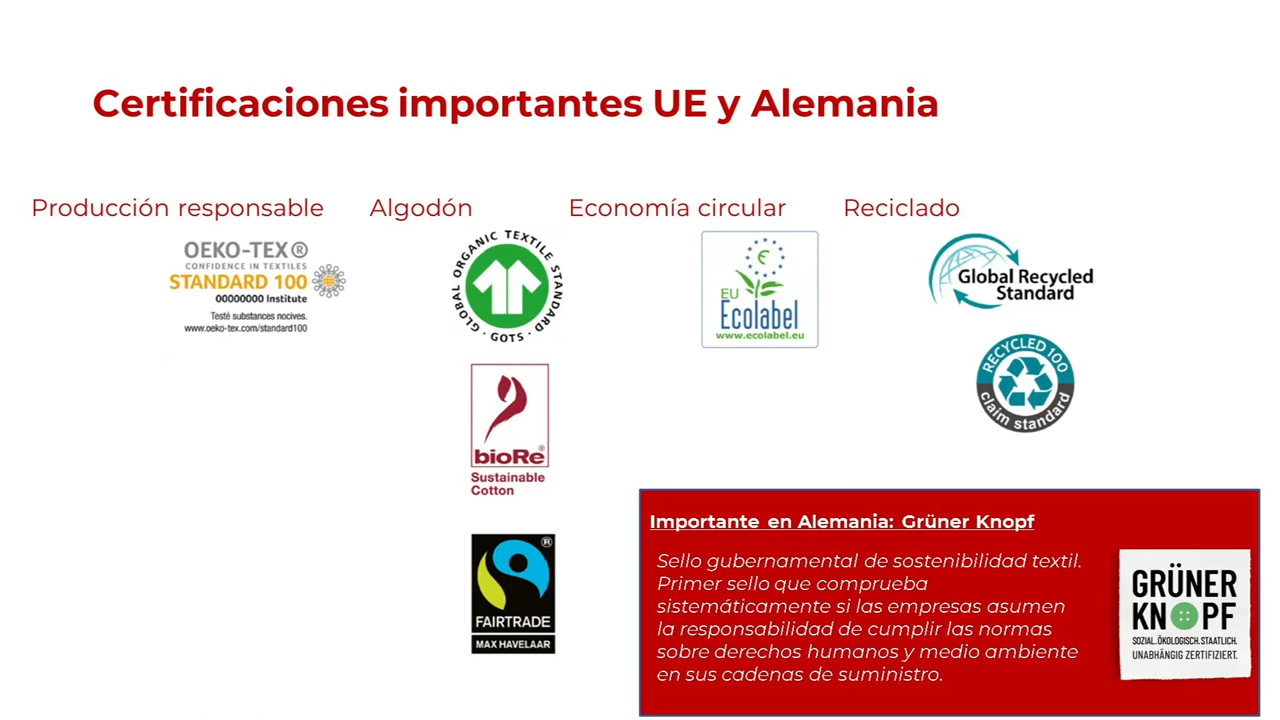 Certificaciones importantes UE y Alemania
Producción responsable
OEKO-TEX®
CONFIDENCE IN TEXTILES
STANDARD 100
00000000 Institute
Testé substances nocives.
www.oeko-tex.com/standard100
Algodón
GLOBAL ORGANIC TEXTILE STANDARD
· GOTS ·
bioRe®
Sustainable
Cotton
®
FAIRTRADE
MAX HAVELAAR
Economía circular
€
EU
Ecolabel
www.ecolabel.eu
Reciclado
Global Recycled
Standard
RECYCLED 100
claim standard
Importante en Alemania: Grüner Knopf
Sello gubernamental de sostenibilidad textil.
Primer sello que comprueba
sistemáticamente si las empresas asumen
la responsabilidad de cumplir las normas
sobre derechos humanos y medio ambiente
en sus cadenas de suministro.
GRÜNER
KNOPF
SOZIAL. ÖKOLOGISCH. STAATLICH.
UNABHÄNGIG ZERTIFIZIERT.